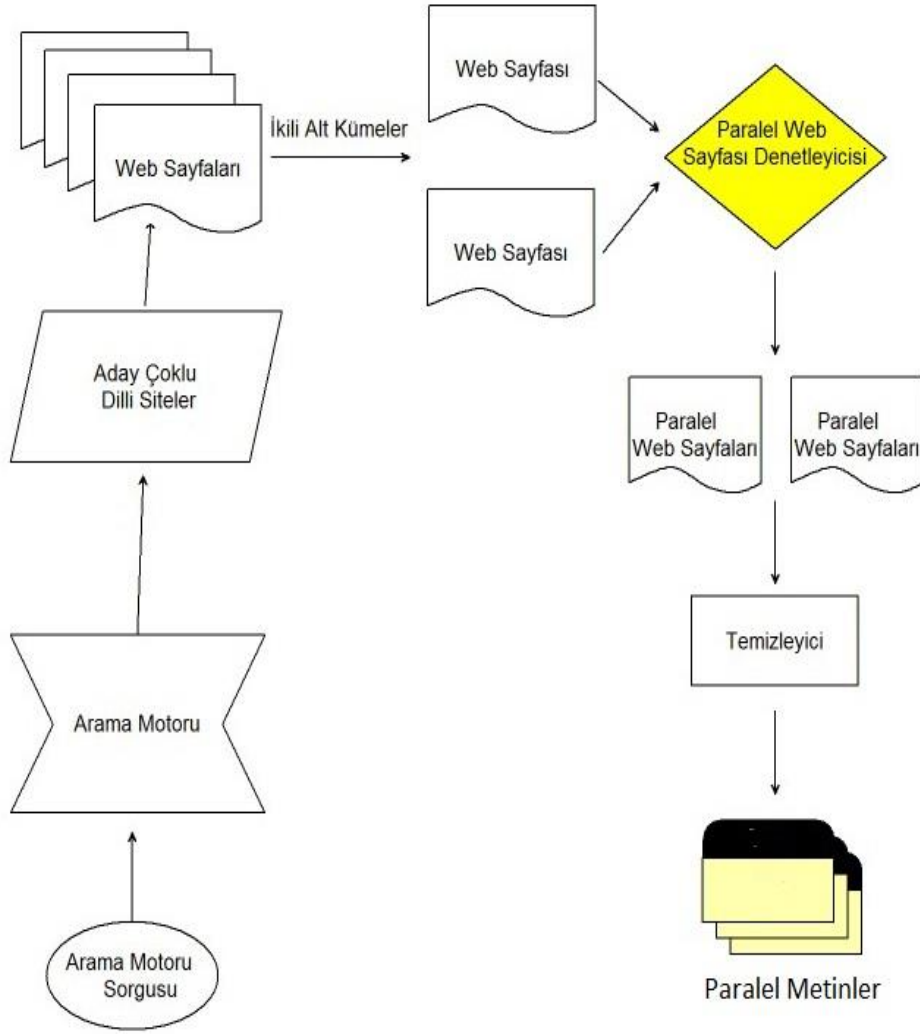 Web Sayfaları
İkili Alt Kümeler
Web Sayfası
Web Sayfası
Paralel Web
Sayfası Denetleyicisi
Aday Çoklu
Dilli Siteler
Paralel
Web Sayfaları
Paralel
Web Sayfaları
Temizleyici
Arama Motoru
Arama Motoru
Sorgusu
Paralel Metinler